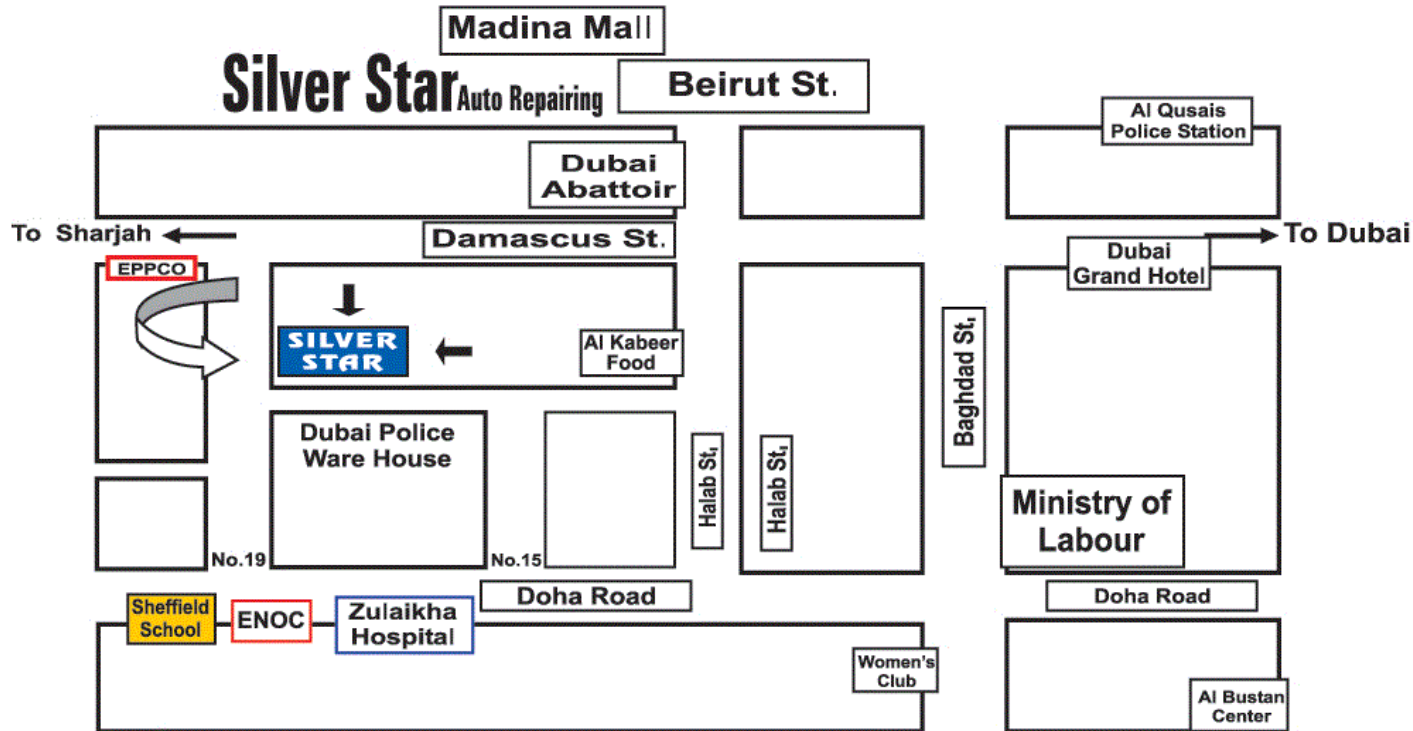 Madina Mall
Silver Star Auto Repairing
Beirut St.
Al Qusais
Police Station
Dubai
Abattoir
To Sharjah
Damascus St.
To Dubai
EPPCO
Dubai
Grand Hotel
SILVER
STAR
Al Kabeer
Food
Baghdad St,
Dubai Police
Ware House
Halab St,
Halab St,
Ministry of
Labour
No.19
No.15
Doha Road
Doha Road
Sheffield
School
ENOC
Zulaikha
Hospital
Women's
Club
Al Bustan
Center